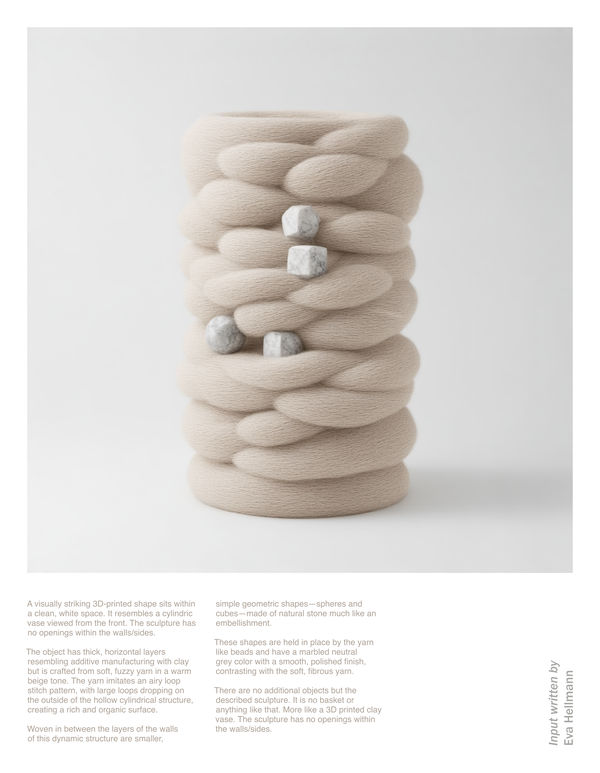 A visually striking 3D-printed shape sits within
a clean, white space. It resembles a cylindric
vase viewed from the front. The sculpture has
no openings within the walls/sides.
The object has thick, horizontal layers
resembling additive manufacturing with clay
but is crafted from soft, fuzzy yarn in a warm
beige tone. The yarn imitates an airy loop
stitch pattern, with large loops dropping on
the outside of the hollow cylindrical structure,
creating a rich and organic surface.
Woven in between the layers of the walls
of this dynamic structure are smaller,
simple geometric shapes—spheres and
cubes—made of natural stone much like an
embellishment.
These shapes are held in place by the yarn
like beads and have a marbled neutral
grey color with a smooth, polished finish,
contrasting with the soft, fibrous yarn.
There are no additional objects but the
described sculpture. It is no basket or
anything like that. More like a 3D printed clay
vase. The sculpture has no openings within
the walls/sides.
Input written by
Eva Hellmann